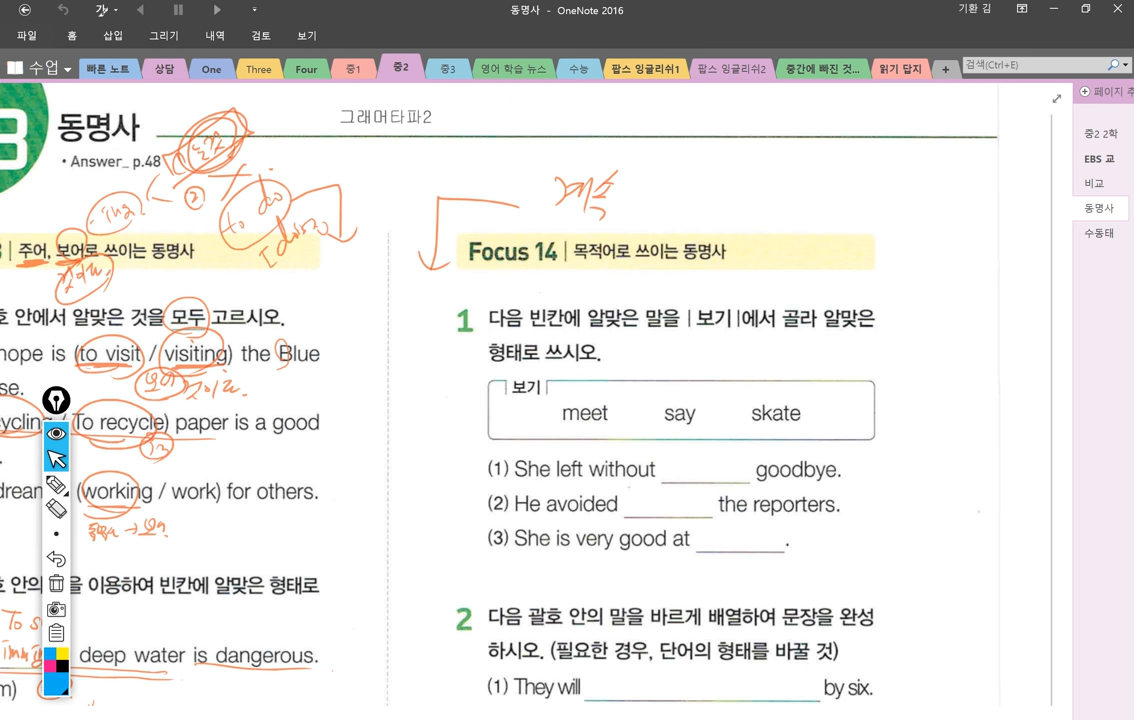 동명사 - OneNote 2016
기환 김
파일 홈 삽입 그리기 내역 검토 보기
수업 빠른 노트 상담 One Three Four 중1 중2 중3 영어 학습 뉴스 수능 팝스 잉글리쉬1 팝스 잉글리쉬2 중간에 빠진 것... 읽기 답지 + 검색(Ctrl+E)
페이지 추
중2 2학
EBS 교
비교
동명사
수동태
3 동명사
그래머타파2
• Answer_ p.48
-ing
②
to do
계속
3 | 주어, 보어로 쓰이는 동명사
호 안에서 알맞은 것을 모두 고르시오.
hope is (to visit / visiting) the Blue
se.
보어
cycling / To recycle) paper is a good
dream (working / work) for others.
호 안의 을 이용하여 빈칸에 알맞은 형태로
To s
deep water is dangerous.
m)
Focus 14 | 목적어로 쓰이는 동명사
1 다음 빈칸에 알맞은 말을 | 보기 |에서 골라 알맞은
형태로 쓰시오.
보기
meet say skate
(1) She left without ________ goodbye.
(2) He avoided ________ the reporters.
(3) She is very good at ________.
2 다음 괄호 안의 말을 바르게 배열하여 문장을 완성
하시오. (필요한 경우, 단어의 형태를 바꿀 것)
(1) They will ________ by six.